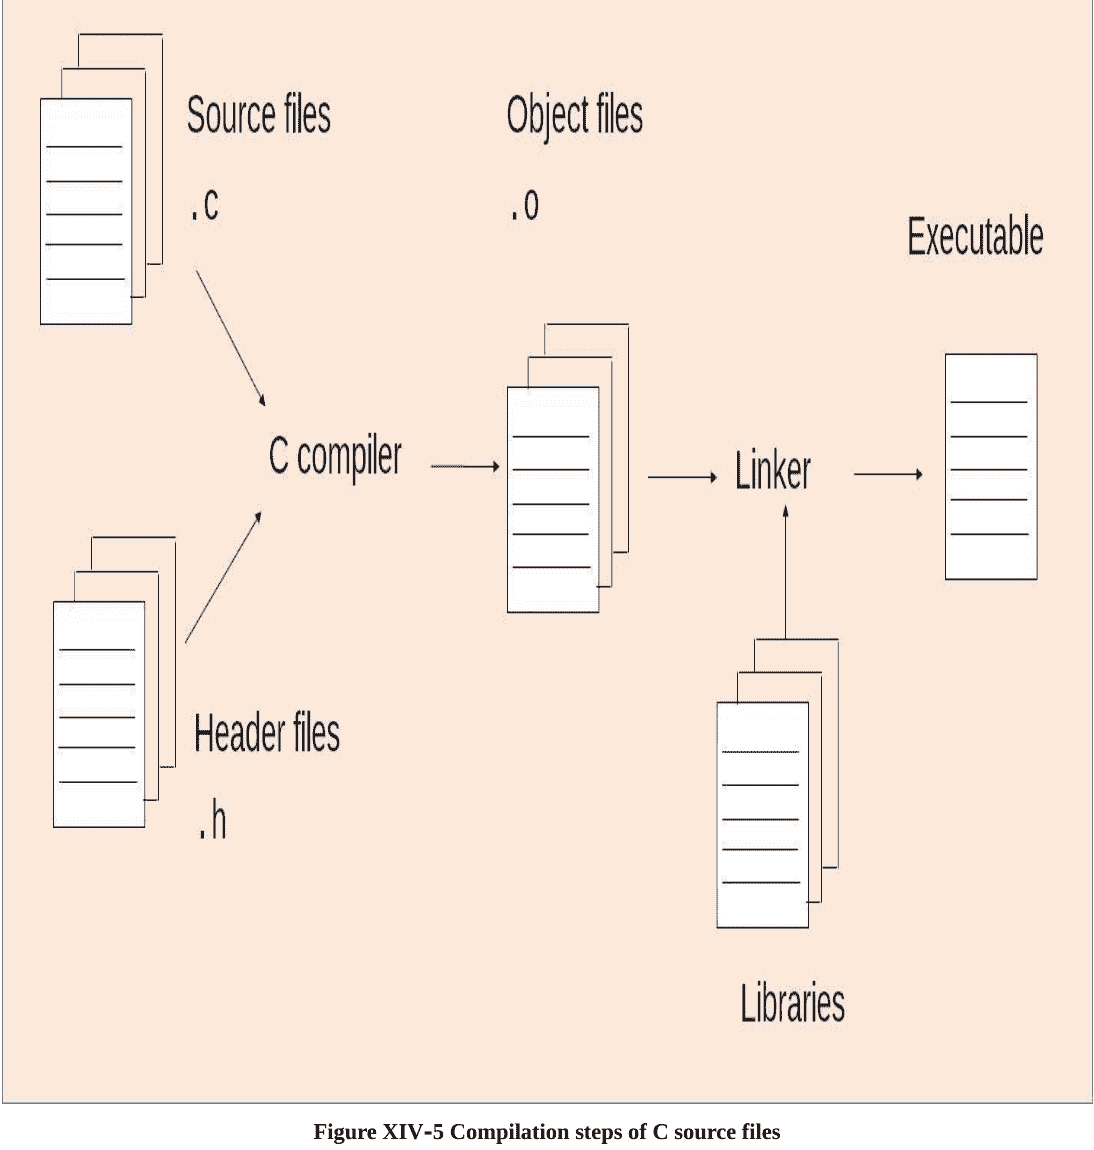 Source files
.c
Object files
.o
Executable
C compiler
Linker
Header files
.h
Libraries
Figure XIV-5 Compilation steps of C source files